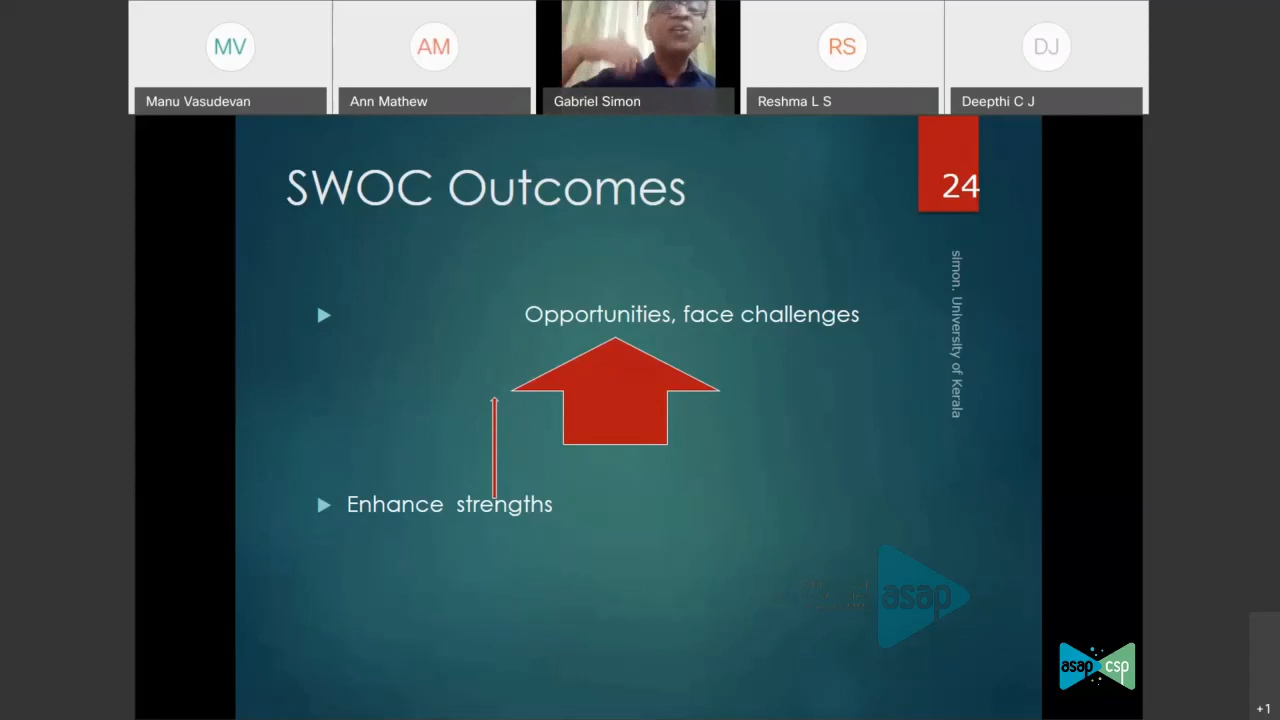 MV
AM
RS
DJ
Manu Vasudevan
Ann Mathew
Gabriel Simon
Reshma L S
Deepthi C J
SWOC Outcomes
24
Opportunities, face challenges
Enhance strengths
simon. University of Kerala
asap
asap csp
+1